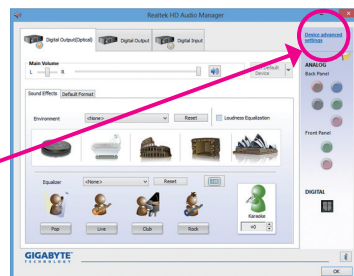 Realtek HD Audio Manager
Digital Output(Optical)
Digital Output
Digital Input
Device advanced settings
Main Volume
L
R
Default
Device
ANALOG
Back Panel
Sound Effects
Default Format
Environment
<None>
Reset
Loudness Equalization
Front Panel
Equalizer
<None>
Reset
DIGITAL
Karaoke
Pop
Live
Club
Rock
+0
GIGABYTE
TECHNOLOGY
OK